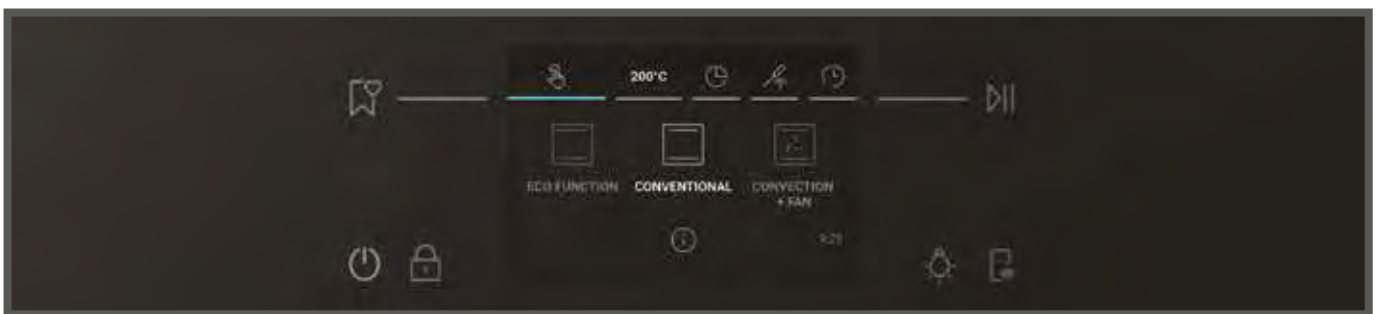 200°C
ECO FUNCTION
CONVENTIONAL
CONVECTION
+ FAN